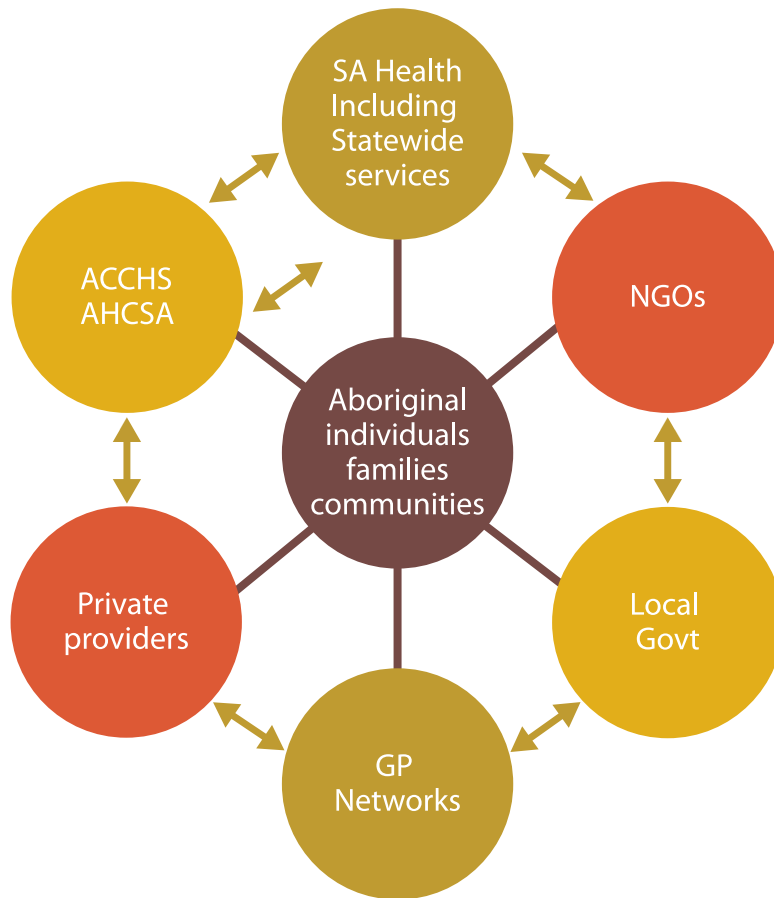 SA Health
Including
Statewide
services
ACCHS
AHCSA
NGOs
Aboriginal
individuals
families
communities
Private
providers
Local
Govt
GP
Networks